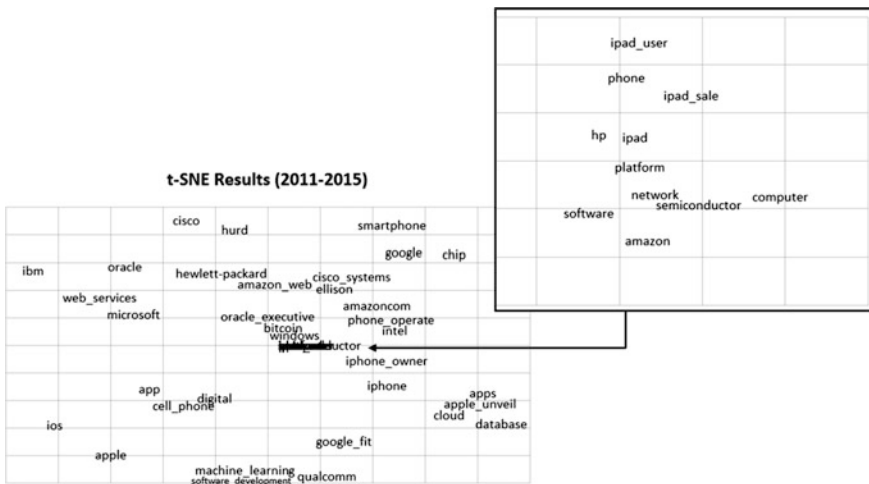 ipad_user
phone
ipad_sale
hp ipad
platform
network
computer
semiconductor
software
amazon
t-SNE Results (2011-2015)
cisco
hurd
smartphone
google
chip
ibm
oracle
hewlett-packard
cisco_systems
amazon_web
ellison
web_services
amazoncom
microsoft
oracle_executive
phone_operate
bitcoin
intel
windows
iphone_owner
iphone
app
apps
digital
cell_phone
apple_unveil
cloud
ios
database
google_fit
apple
machine_learning
software_development
qualcomm